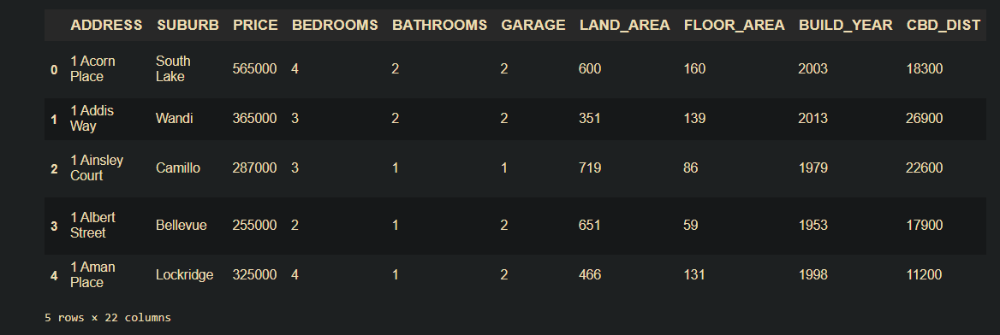 ADDRESS SUBURB PRICE BEDROOMS BATHROOMS GARAGE LAND_AREA FLOOR_AREA BUILD_YEAR CBD_DIST
0 1 Acorn Place South Lake 565000 4 2 2 600 160 2003 18300
1 1 Addis Way Wandi 365000 3 2 2 351 139 2013 26900
2 1 Ainsley Court Camillo 287000 3 1 1 719 86 1979 22600
3 1 Albert Street Bellevue 255000 2 1 2 651 59 1953 17900
4 1 Aman Place Lockridge 325000 4 1 2 466 131 1998 11200
5 rows × 22 columns